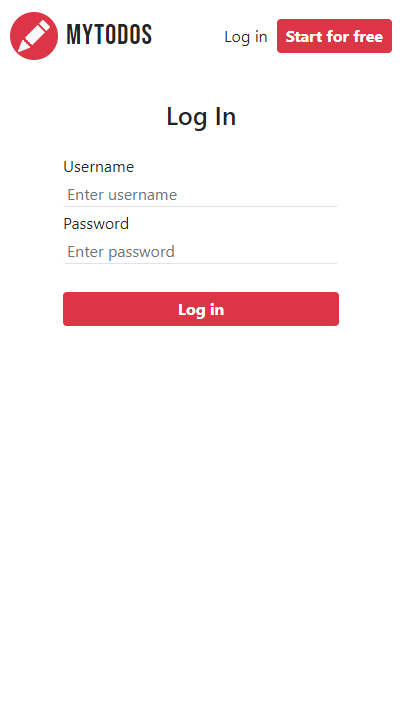 MYTODOS
Log in
Start for free
Log In
Username
Enter username
Password
Enter password
Log in